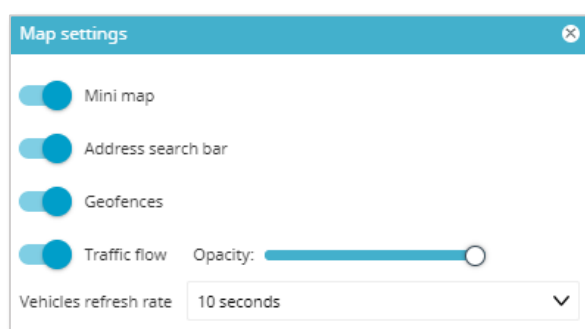 Map settings
Mini map
Address search bar
Geofences
Traffic flow Opacity:
Vehicles refresh rate 10 seconds